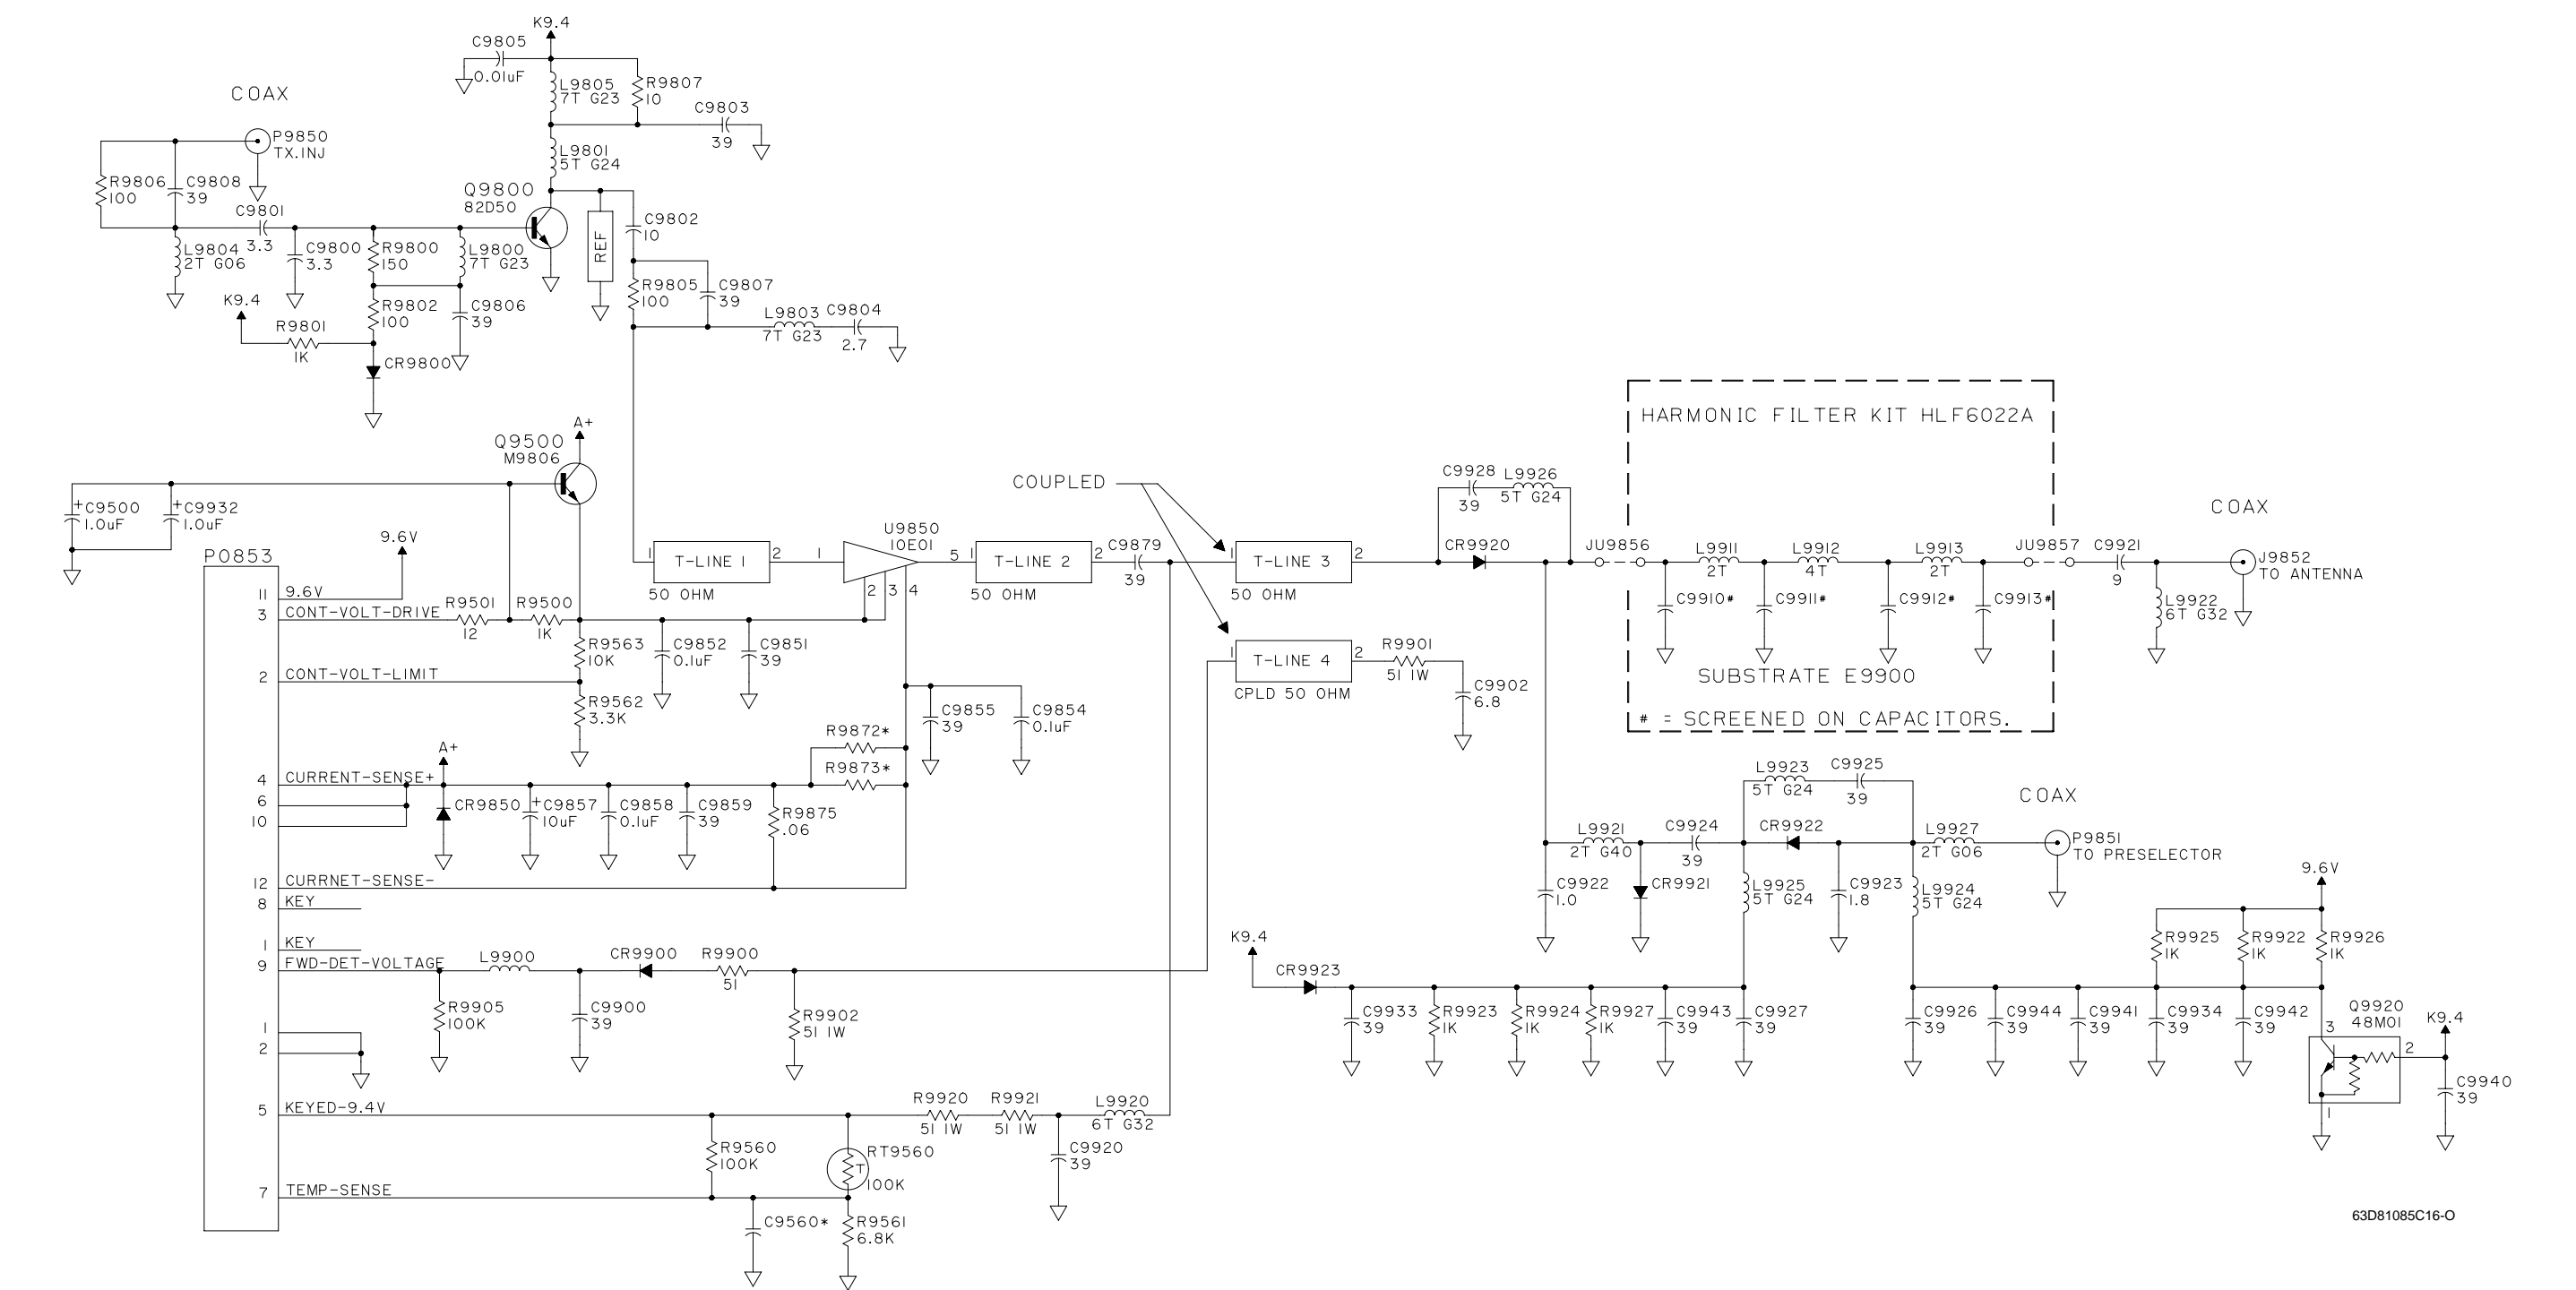 K9.4
C9805
0.01uF
L9805
7T G23
R9807
10
C9803
39
COAX
P9850
TX.INJ
L9801
5T G24
R9806
100
C9808
39
Q9800
82D50
C9801
3.3
L9804
2T G06
C9800
3.3
R9800
150
L9800
7T G23
REF
C9802
10
R9805
100
C9807
39
K9.4
R9801
1K
R9802
100
C9806
39
L9803
7T G23
C9804
2.7
CR9800
A+
Q9500
M9806
C9500
+
1.0uF
C9932
+
1.0uF
9.6V
P0853
11 9.6V
3 CONT-VOLT-DRIVE
R9501
12
R9500
1K
2 CONT-VOLT-LIMIT
R9563
10K
R9562
3.3K
C9852
0.1uF
C9851
39
1 T-LINE 1 2
50 OHM
U9850
10E01
1 2 3 4 5
1 T-LINE 2 2
50 OHM
C9879
39
COUPLED
1 T-LINE 3 2
50 OHM
1 T-LINE 4 2
CPLD 50 OHM
R9901
51 1W
C9902
6.8
C9928
39
L9926
5T G24
CR9920
JU9856
HARMONIC FILTER KIT HLF6022A
L9911
2T
L9912
4T
L9913
2T
C9910#
C9911#
C9912#
C9913#
SUBSTRATE E9900
# = SCREENED ON CAPACITORS.
JU9857
C9921
9
COAX
J9852
TO ANTENNA
L9922
6T G32
C9855
39
C9854
0.1uF
R9872*
R9873*
A+
4 CURRENT-SENSE+
6
10
CR9850
C9857
+
10uF
C9858
0.1uF
C9859
39
R9875
.06
12 CURRNET-SENSE-
8 KEY
1 KEY
9 FWD-DET-VOLTAGE
L9900
CR9900
R9900
51
R9905
100K
C9900
39
R9902
51 1W
1
2
5 KEYED-9.4V
R9920
51 1W
R9921
51 1W
L9920
6T G32
R9560
100K
RT9560
T
100K
C9920
39
7 TEMP-SENSE
C9560*
R9561
6.8K
L9923
5T G24
C9925
39
COAX
L9921
2T G40
C9924
39
CR9922
L9927
2T G06
P9851
TO PRESELECTOR
C9922
1.0
CR9921
L9925
5T G24
C9923
1.8
L9924
5T G24
9.6V
R9925
1K
R9922
1K
R9926
1K
K9.4
CR9923
C9933
39
R9923
1K
R9924
1K
R9927
1K
C9943
39
C9927
39
C9926
39
C9944
39
C9941
39
C9934
39
C9942
39
Q9920
48M01
3
2
1
K9.4
C9940
39
63D81085C16-O